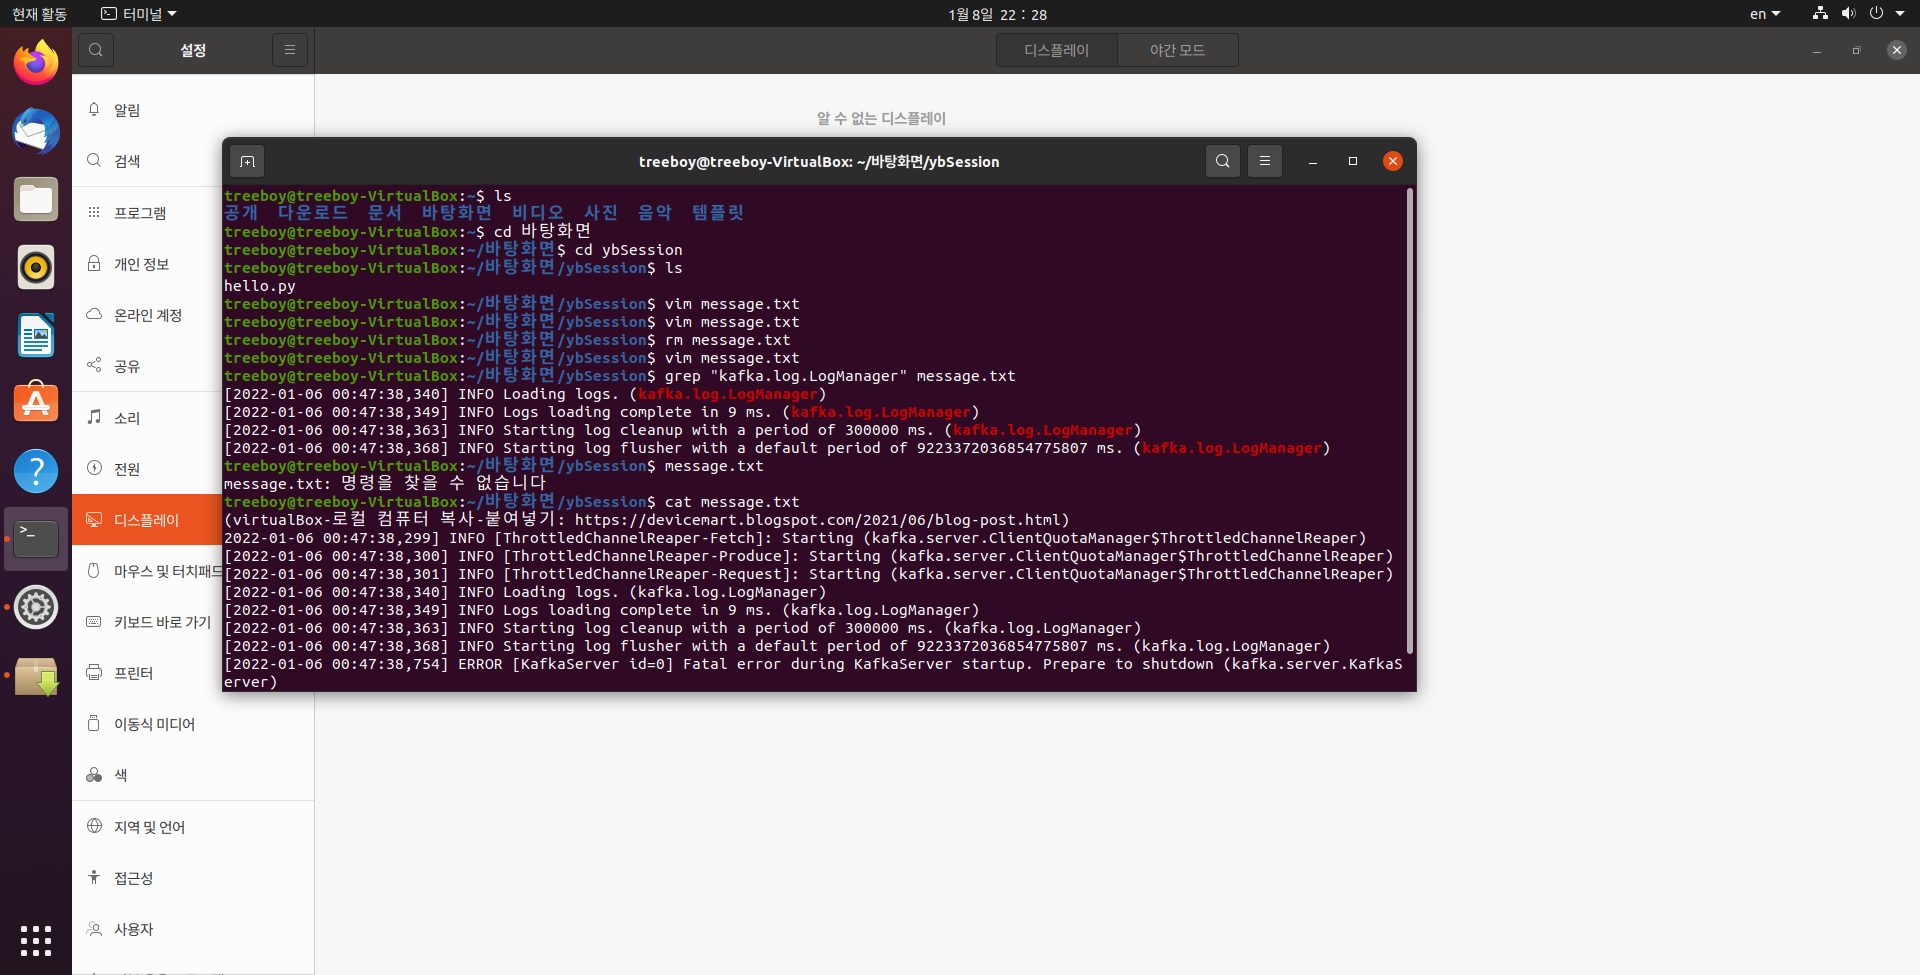 현재 활동
터미널
1월 8일 22 : 28
en
설정
디스플레이
야간 모드
알림
검색
프로그램
개인 정보
온라인 계정
공유
소리
전원
디스플레이
마우스 및 터치패드
키보드 바로 가기
프린터
이동식 미디어
색
지역 및 언어
접근성
사용자
알 수 없는 디스플레이
treeboy@treeboy-VirtualBox: ~/바탕화면/ybSession
treeboy@treeboy-VirtualBox:~$ ls
공개 다운로드 문서 바탕화면 비디오 사진 음악 템플릿
treeboy@treeboy-VirtualBox:~$ cd 바탕화면
treeboy@treeboy-VirtualBox:~/바탕화면$ cd ybSession
treeboy@treeboy-VirtualBox:~/바탕화면/ybSession$ ls
hello.py
treeboy@treeboy-VirtualBox:~/바탕화면/ybSession$ vim message.txt
treeboy@treeboy-VirtualBox:~/바탕화면/ybSession$ vim message.txt
treeboy@treeboy-VirtualBox:~/바탕화면/ybSession$ rm message.txt
treeboy@treeboy-VirtualBox:~/바탕화면/ybSession$ vim message.txt
treeboy@treeboy-VirtualBox:~/바탕화면/ybSession$ grep "kafka.log.LogManager" message.txt
[2022-01-06 00:47:38,340] INFO Loading logs. (kafka.log.LogManager)
[2022-01-06 00:47:38,349] INFO Logs loading complete in 9 ms. (kafka.log.LogManager)
[2022-01-06 00:47:38,363] INFO Starting log cleanup with a period of 300000 ms. (kafka.log.LogManager)
[2022-01-06 00:47:38,368] INFO Starting log flusher with a default period of 9223372036854775807 ms. (kafka.log.LogManager)
treeboy@treeboy-VirtualBox:~/바탕화면/ybSession$ message.txt
message.txt: 명령을 찾을 수 없습니다
treeboy@treeboy-VirtualBox:~/바탕화면/ybSession$ cat message.txt
(virtualBox-로컬 컴퓨터 복사-붙여넣기: https://devicemart.blogspot.com/2021/06/blog-post.html)
2022-01-06 00:47:38,299] INFO [ThrottledChannelReaper-Fetch]: Starting (kafka.server.ClientQuotaManager$ThrottledChannelReaper)
[2022-01-06 00:47:38,300] INFO [ThrottledChannelReaper-Produce]: Starting (kafka.server.ClientQuotaManager$ThrottledChannelReaper)
[2022-01-06 00:47:38,301] INFO [ThrottledChannelReaper-Request]: Starting (kafka.server.ClientQuotaManager$ThrottledChannelReaper)
[2022-01-06 00:47:38,340] INFO Loading logs. (kafka.log.LogManager)
[2022-01-06 00:47:38,349] INFO Logs loading complete in 9 ms. (kafka.log.LogManager)
[2022-01-06 00:47:38,363] INFO Starting log cleanup with a period of 300000 ms. (kafka.log.LogManager)
[2022-01-06 00:47:38,368] INFO Starting log flusher with a default period of 9223372036854775807 ms. (kafka.log.LogManager)
[2022-01-06 00:47:38,754] ERROR [KafkaServer id=0] Fatal error during KafkaServer startup. Prepare to shutdown (kafka.server.KafkaS
erver)